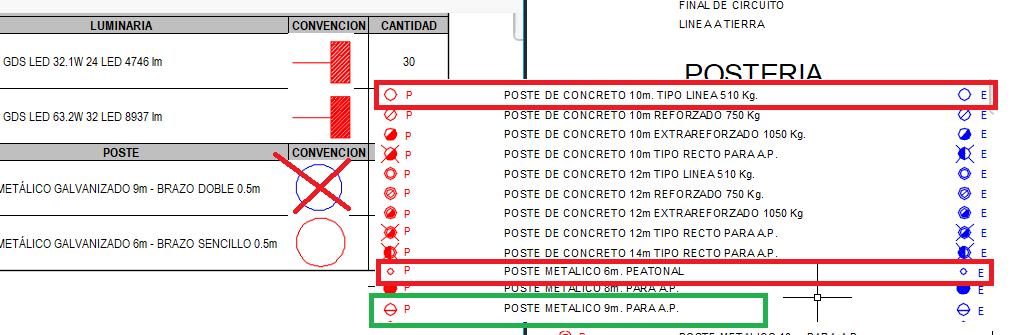 LUMINARIA CONVENCION CANTIDAD
GDS LED 32.1W 24 LED 4746 lm 30
GDS LED 63.2W 32 LED 8937 lm
POSTE CONVENCION
METÁLICO GALVANIZADO 9m - BRAZO DOBLE 0.5m
METÁLICO GALVANIZADO 6m - BRAZO SENCILLO 0.5m
FINAL DE CIRCUITO
LINEA A TIERRA
POSTERIA
P POSTE DE CONCRETO 10m. TIPO LINEA 510 Kg. E
P POSTE DE CONCRETO 10m REFORZADO 750 Kg E
P POSTE DE CONCRETO 10m EXTRAREFORZADO 1050 Kg. E
P POSTE DE CONCRETO 10m TIPO RECTO PARA A.P. E
P POSTE DE CONCRETO 12m TIPO LINEA 510 Kg. E
P POSTE DE CONCRETO 12m REFORZADO 750 Kg. E
P POSTE DE CONCRETO 12m EXTRAREFORZADO 1050 Kg E
P POSTE DE CONCRETO 12m TIPO RECTO PARA A.P. E
P POSTE DE CONCRETO 14m TIPO RECTO PARA A.P. E
P POSTE METALICO 6m. PEATONAL E
P POSTE METALICO 8m. PARA A.P. E
P POSTE METALICO 9m. PARA A.P. E